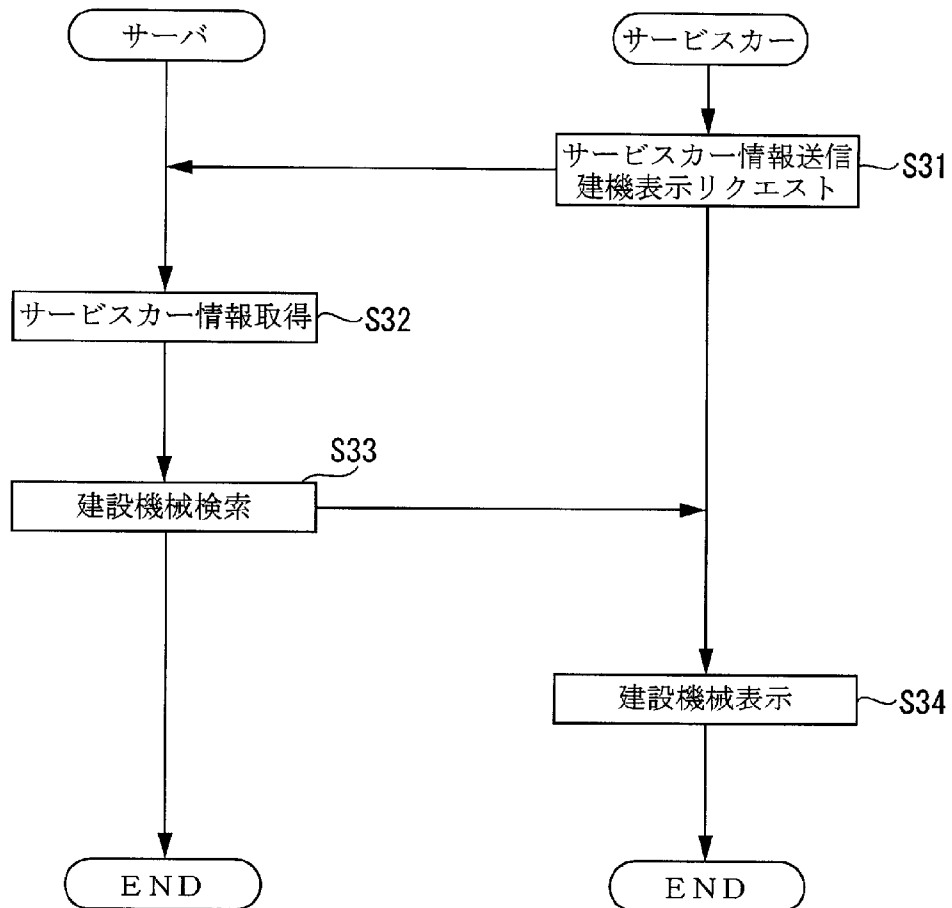 サーバ
サービスカー
サービスカー情報送信
建機表示リクエスト
S31
サービスカー情報取得
S32
S33
建設機械検索
建設機械表示
S34
END
END